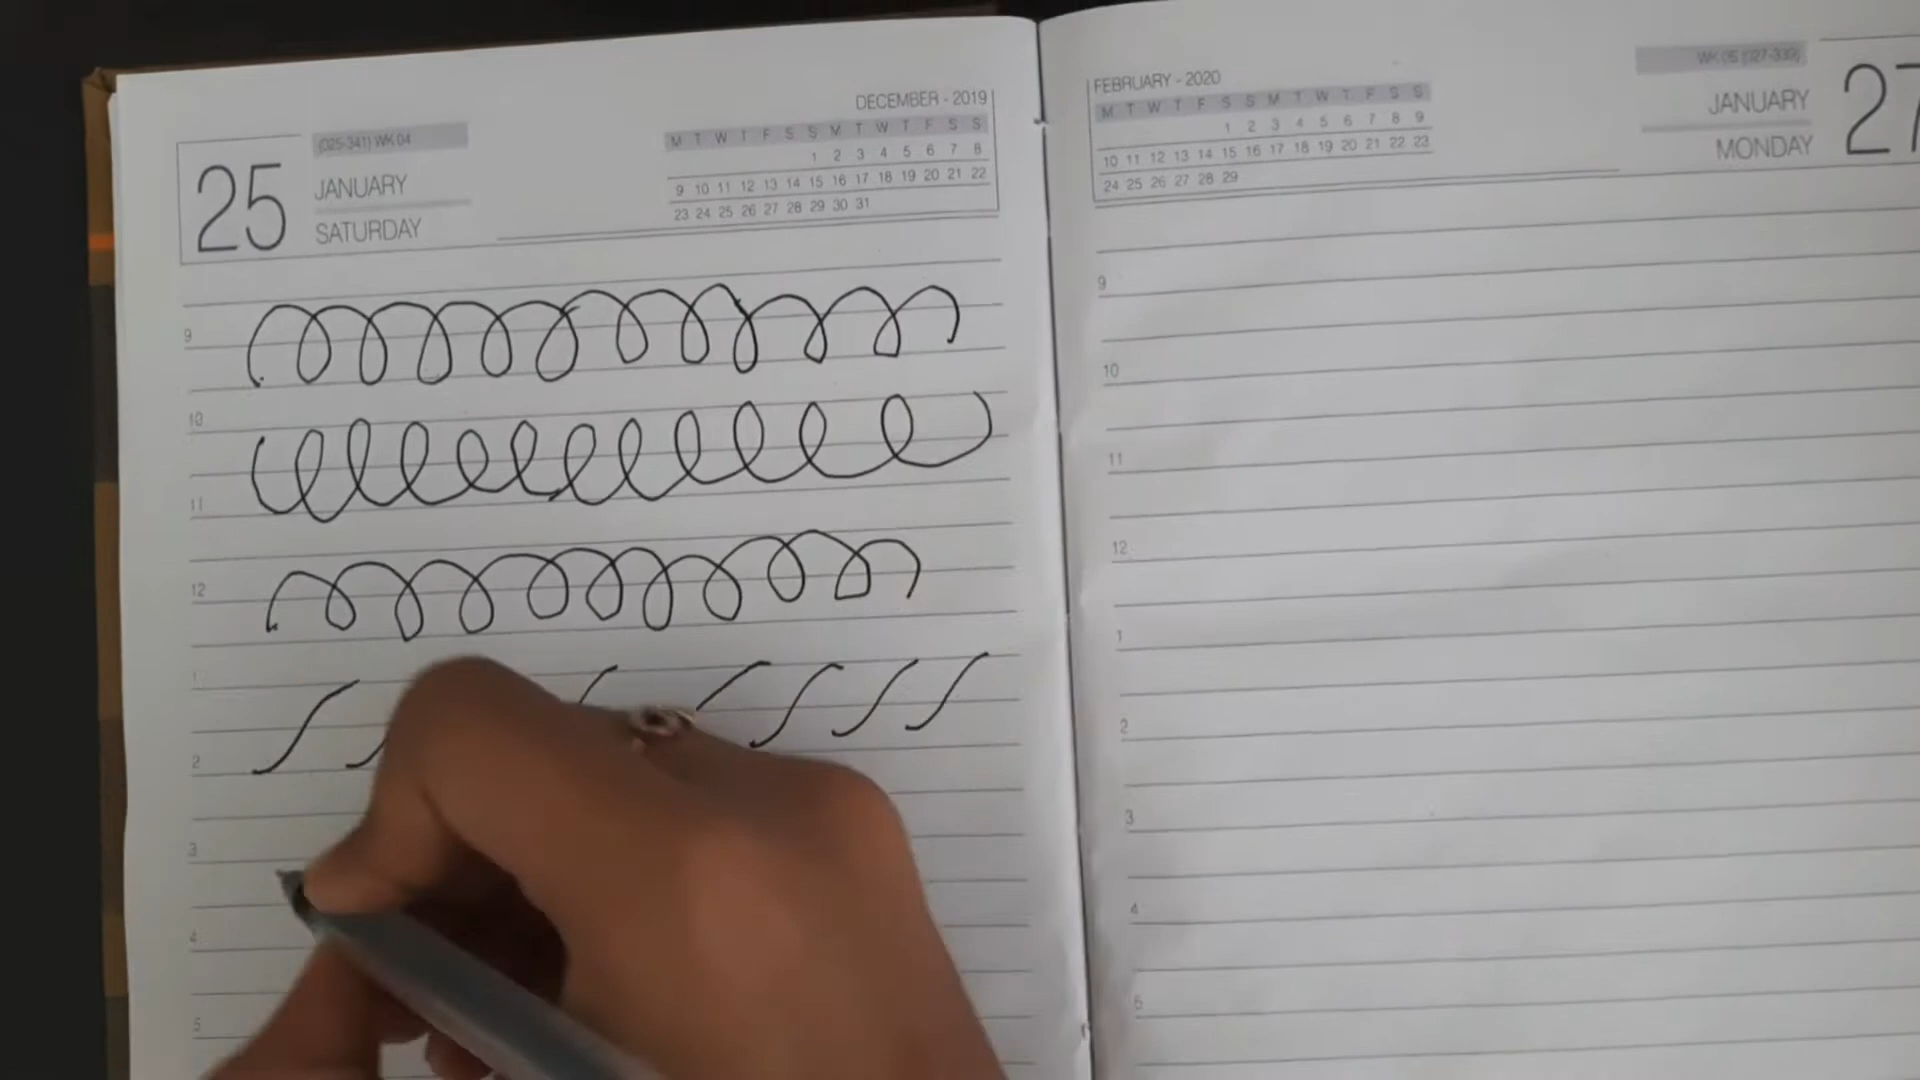 DECEMBER - 2019
(025-341) WK 04
M T W T F S S M T W T F S S
25
JANUARY
1 2 3 4 5 6 7 8
9 10 11 12 13 14 15 16 17 18 19 20 21 22
SATURDAY
23 24 25 26 27 28 29 30 31
9
10
11
12
1
2
3
4
5
FEBRUARY - 2020
M T W T F S S M T W T F S S
JANUARY
27
1 2 3 4 5 6 7 8 9
10 11 12 13 14 15 16 17 18 19 20 21 22 23
MONDAY
24 25 26 27 28 29
9
10
11
12
1
2
3
4
5